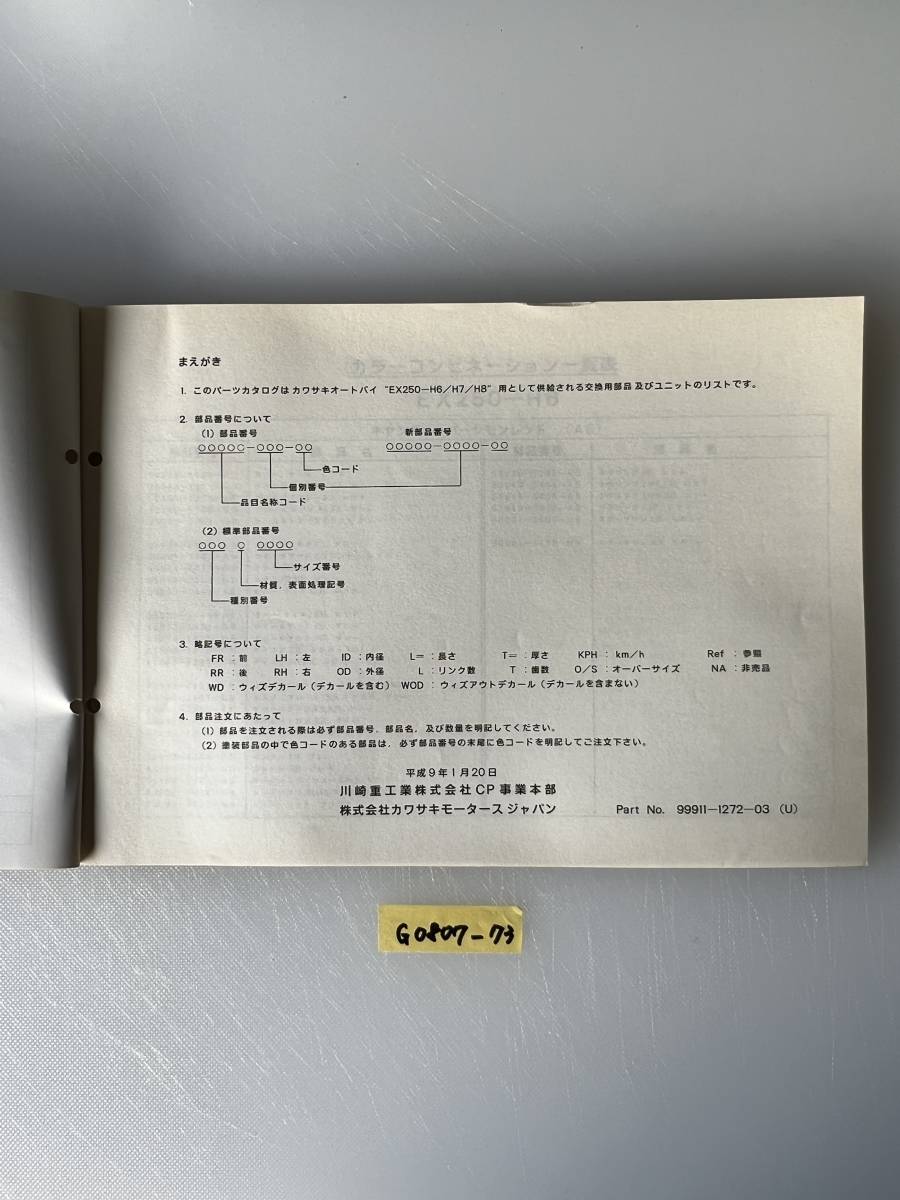 まえがき
1. このパーツカタログは カワサキオートバイ “EX250-H6/H7/H8” 用として供給される交換用部品及びユニットのリストです。
2. 部品番号について
(1) 部品番号 新部品番号
○○○○○-○○○-○○ ○○○○○-○○○○-○○
色コード
個別番号
品目名称コード
(2) 標準部品番号
○○○ ○ ○○○○
サイズ番号
材質, 表面処理記号
種別番号
3. 略記号について
FR : 前 LH : 左 ID : 内径 L= : 長さ T= : 厚さ KPH : km/h Ref : 参照
RR : 後 RH : 右 OD : 外径 L : リンク数 T : 歯数 O/S : オーバーサイズ NA : 非売品
WD : ウィズデカール (デカールを含む) WOD : ウィズアウトデカール (デカールを含まない)
4. 部品注文にあたって
(1) 部品を注文される際は必ず部品番号, 部品名, 及び数量を明記してください。
(2) 塗装部品の中で色コードのある部品は, 必ず部品番号の末尾に色コードを明記してご注文下さい。
平成9年1月20日
川崎重工業株式会社CP事業本部
株式会社カワサキモータースジャパン Part No. 99911-1272-03 (U)
G0807-73